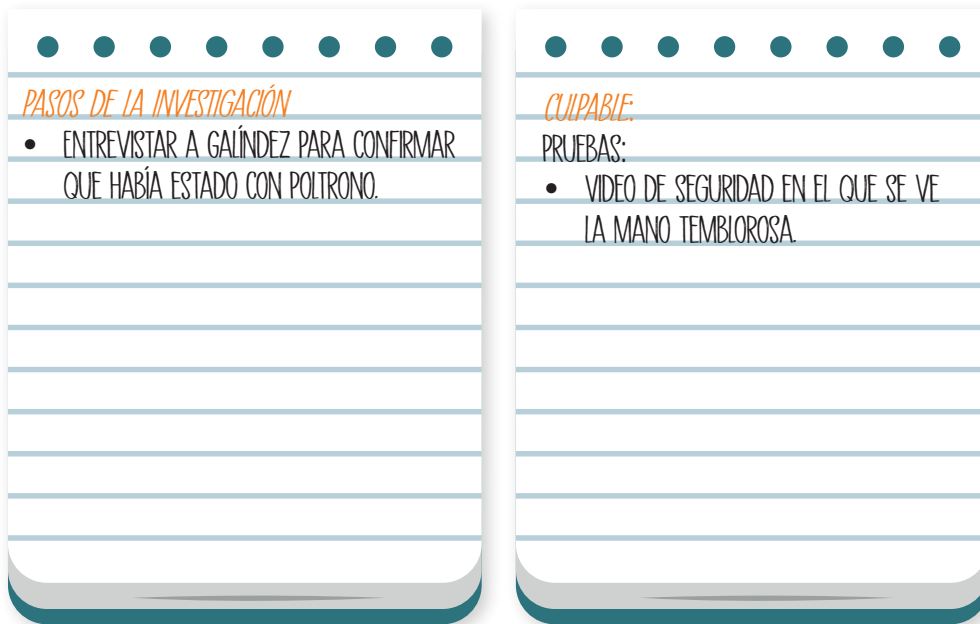 PASOS DE LA INVESTIGACIÓN
• ENTREVISTAR A GALÍNDEZ PARA CONFIRMAR
QUE HABÍA ESTADO CON POLTRONO.
CULPABLE:
PRUEBAS:
• VIDEO DE SEGURIDAD EN EL QUE SE VE
LA MANO TEMBLOROSA.